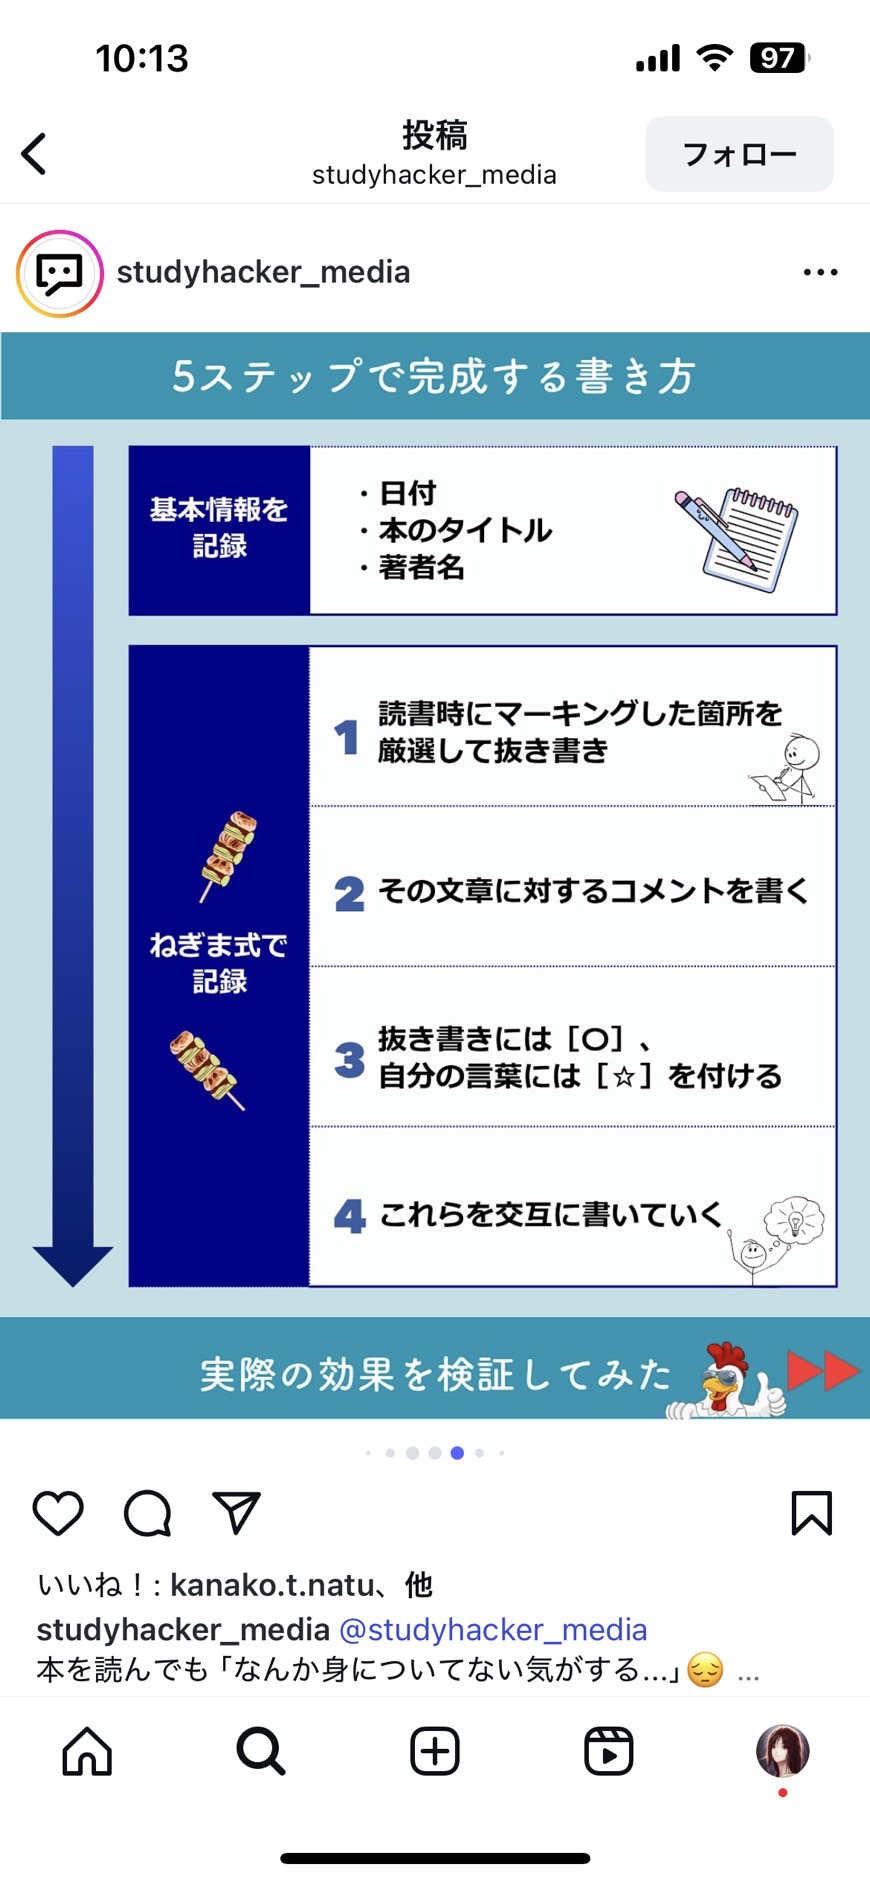 10:13
97
投稿
studyhacker_media
フォロー
studyhacker_media
5ステップで完成する書き方
基本情報を
記録
・日付
・本のタイトル
・著者名
ねぎま式で
記録
1 読書時にマーキングした箇所を
厳選して抜き書き
2 その文章に対するコメントを書く
3 抜き書きには［〇］、
自分の言葉には［☆］を付ける
4 これらを交互に書いていく
実際の効果を検証してみた
いいね！: kanako.t.natu、他
studyhacker_media @studyhacker_media
本を読んでも「なんか身についてない気がする...」😔 ...